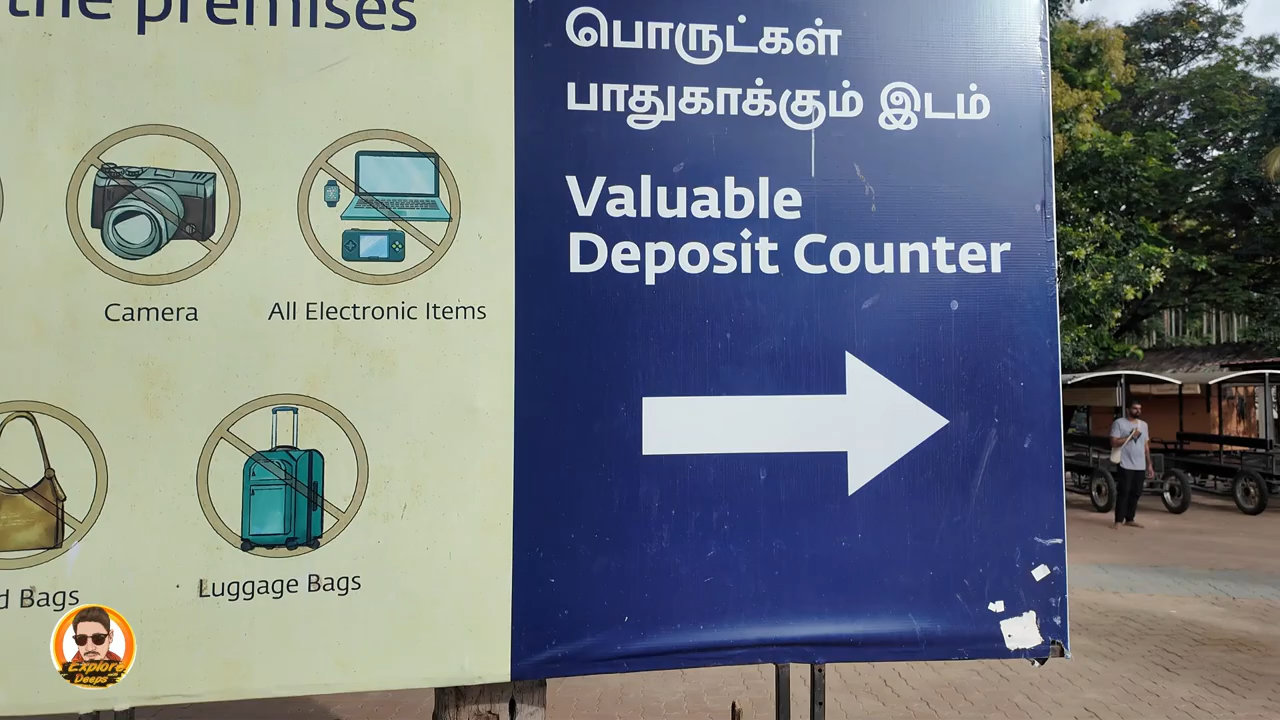 the premises
Camera
All Electronic Items
d Bags
Luggage Bags
பொருட்கள்
பாதுகாக்கும் இடம்
Valuable
Deposit Counter
Explore
Deeps